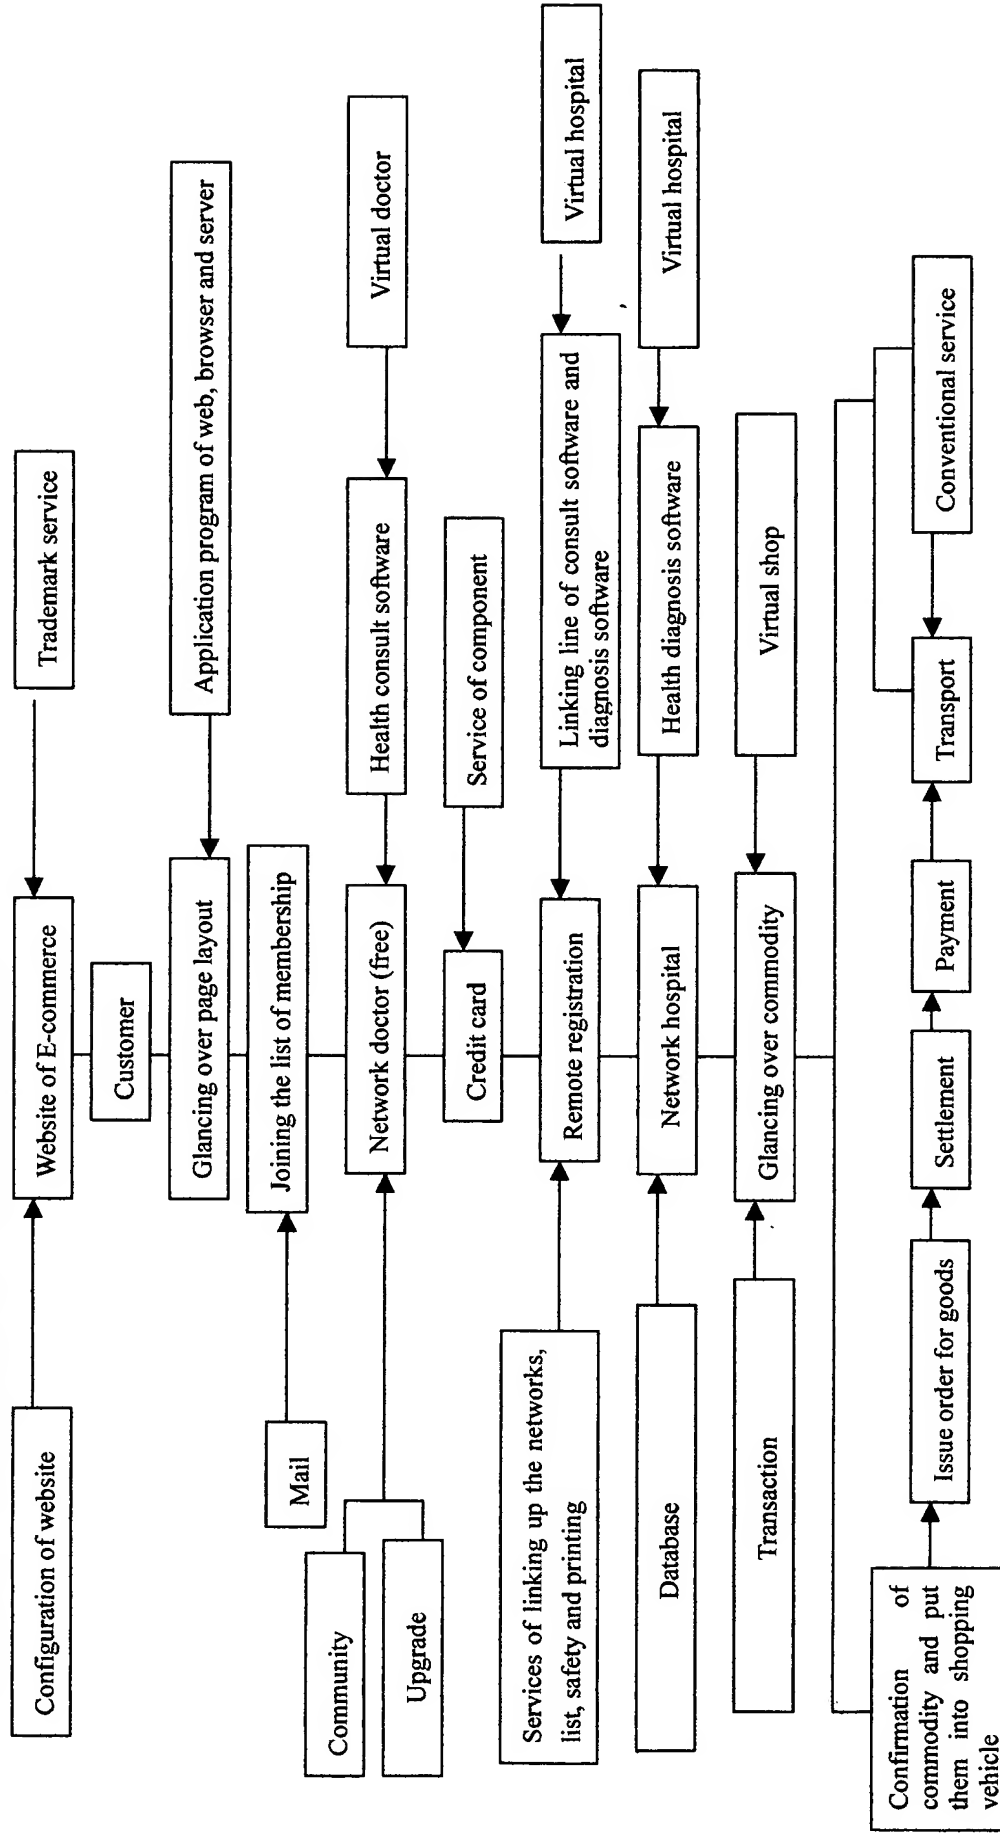 Configuration of website
Website of E-commerce
Trademark service
Customer
Glancing over page layout
Application program of web, browser and server
Mail
Joining the list of membership
Community
Upgrade
Network doctor (free)
Health consult software
Virtual doctor
Credit card
Service of component
Services of linking up the networks,
list, safety and printing
Remote registration
Linking line of consult software and
diagnosis software
Virtual hospital
Database
Network hospital
Health diagnosis software
Virtual hospital
Transaction
Glancing over commodity
Virtual shop
Confirmation of
commodity and put
them into shopping
vehicle
Issue order for goods
Settlement
Payment
Transport
Conventional service